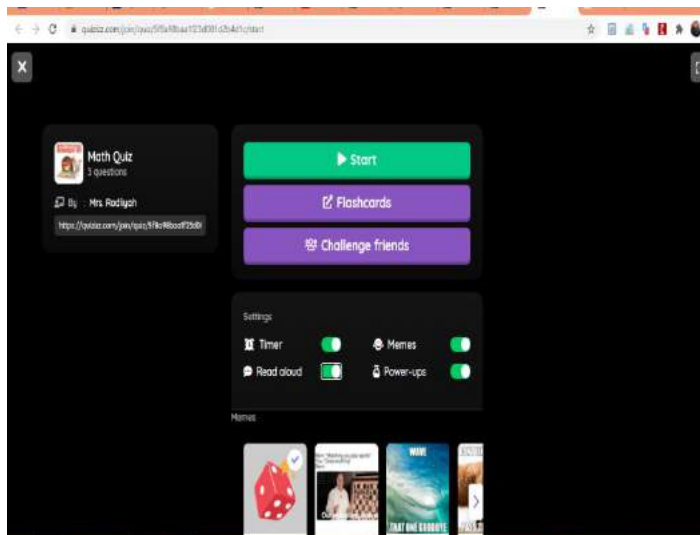 X
Math Quiz
3 questions
By : Mrs. Radiyah
Start
Flashcards
Challenge friends
Settings
Timer
Memes
Read aloud
Power-ups
Memes
WAVE
THAT ONE GOODBYE